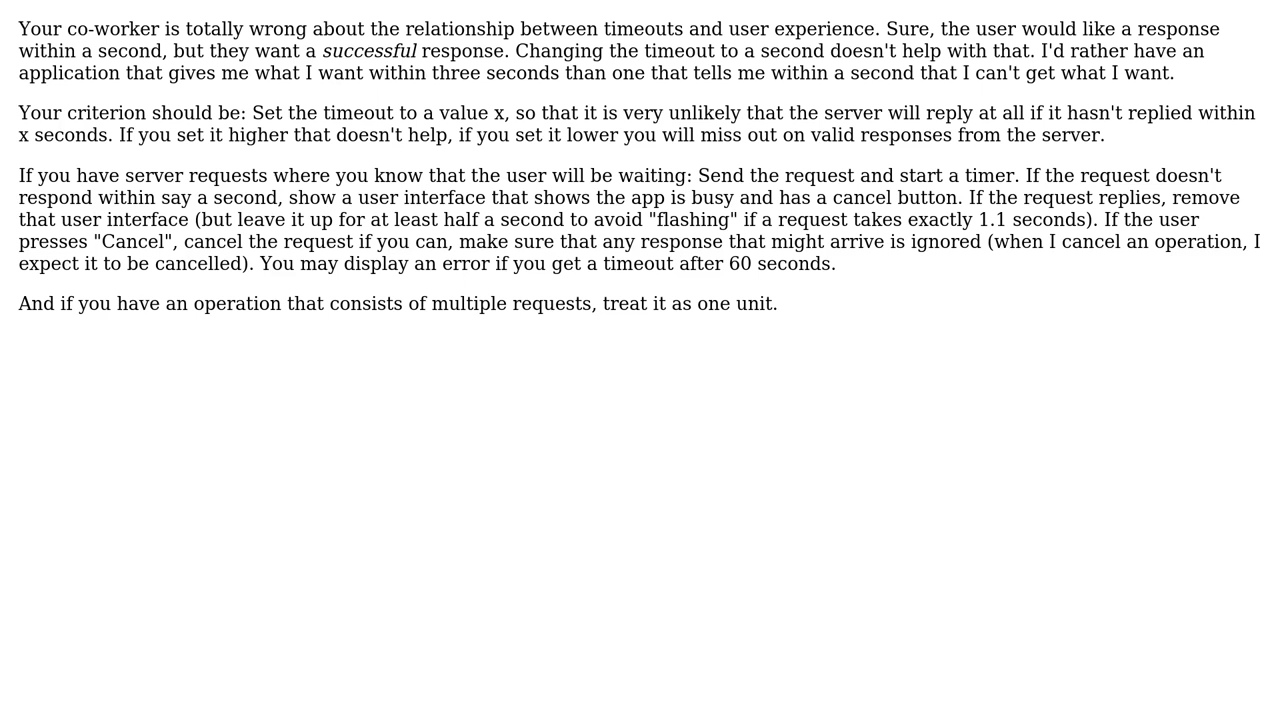 Your co-worker is totally wrong about the relationship between timeouts and user experience. Sure, the user would like a response
within a second, but they want a successful response. Changing the timeout to a second doesn't help with that. I'd rather have an
application that gives me what I want within three seconds than one that tells me within a second that I can't get what I want.
Your criterion should be: Set the timeout to a value x, so that it is very unlikely that the server will reply at all if it hasn't replied within
x seconds. If you set it higher that doesn't help, if you set it lower you will miss out on valid responses from the server.
If you have server requests where you know that the user will be waiting: Send the request and start a timer. If the request doesn't
respond within say a second, show a user interface that shows the app is busy and has a cancel button. If the request replies, remove
that user interface (but leave it up for at least half a second to avoid "flashing" if a request takes exactly 1.1 seconds). If the user
presses "Cancel", cancel the request if you can, make sure that any response that might arrive is ignored (when I cancel an operation, I
expect it to be cancelled). You may display an error if you get a timeout after 60 seconds.
And if you have an operation that consists of multiple requests, treat it as one unit.